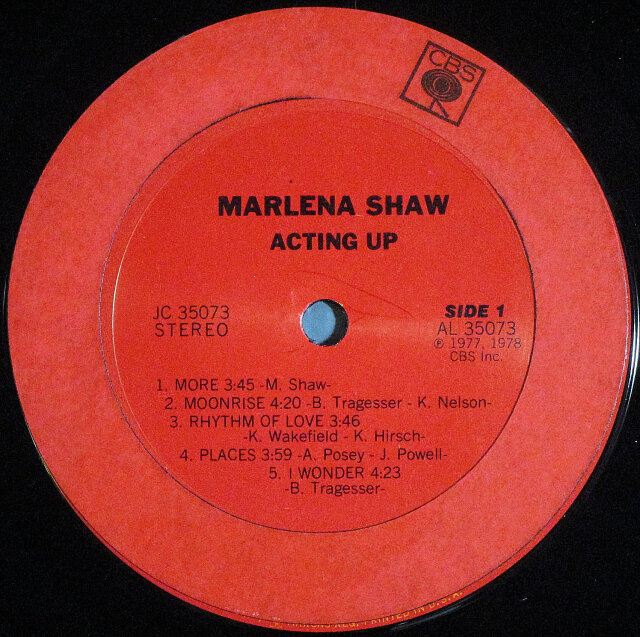 CBS
MARLENA SHAW
ACTING UP
JC 35073
STEREO
SIDE 1
AL 35073
℗ 1977, 1978
CBS Inc.
1. MORE 3:45 -M. Shaw-
2. MOONRISE 4:20 -B. Tragesser - K. Nelson-
3. RHYTHM OF LOVE 3:46
-K. Wakefield - K. Hirsch-
4. PLACES 3:59 -A. Posey - J. Powell-
5. I WONDER 4:23
-B. Tragesser-
PRINTED IN U.S.A.